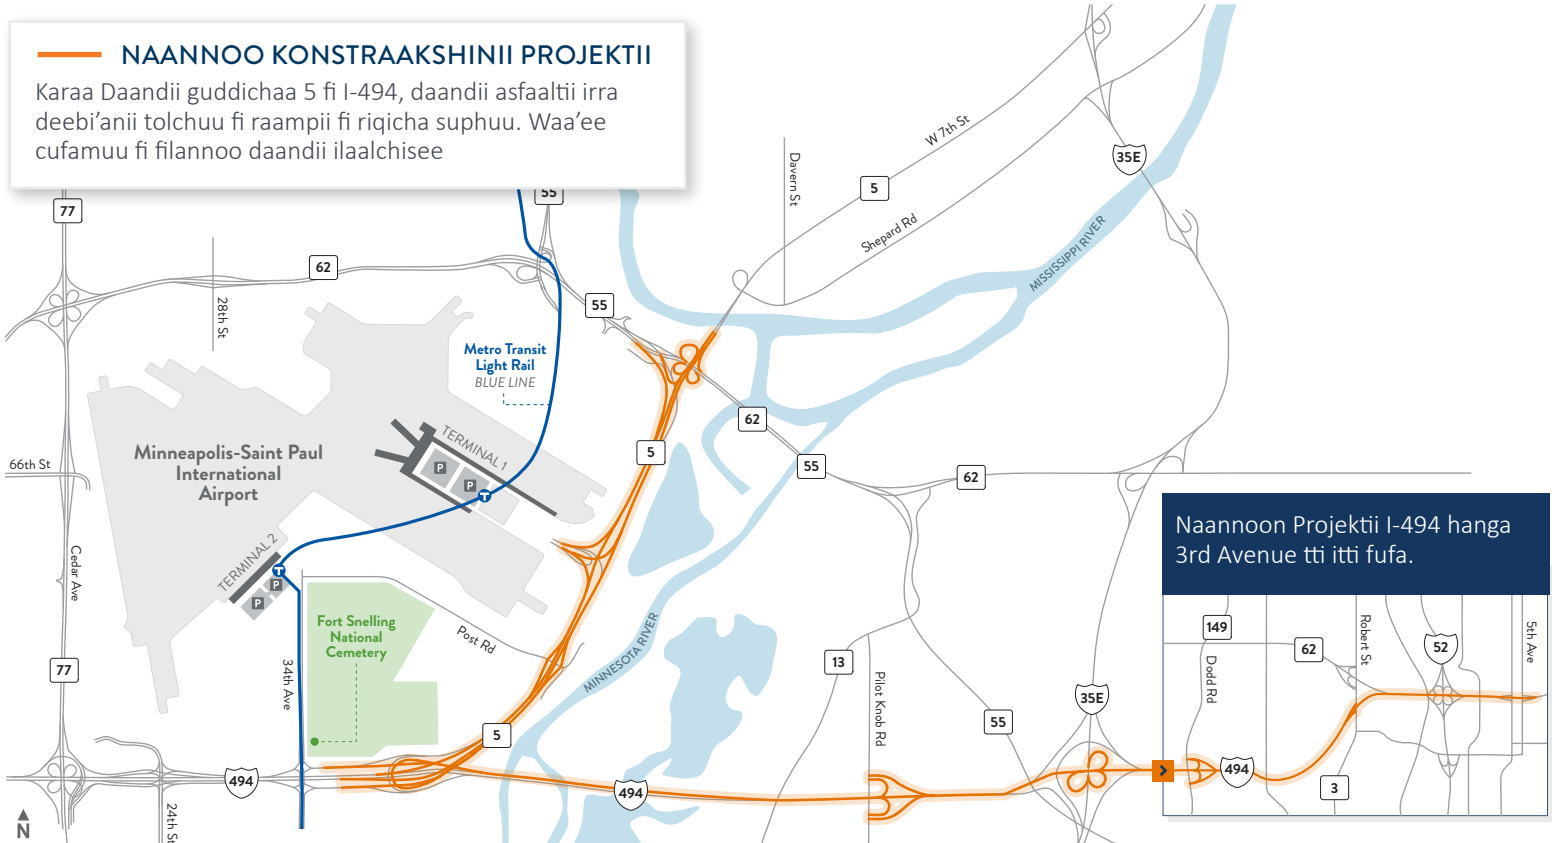 NAANNOO KONSTRAAKSHINII PROJEKTII
Karaa Daandii guddichaa 5 fi I-494, daandii asfaaltii irra
deebi’anii tolchuu fi raampii fi riqicha suphuu. Waa’ee
cufamuu fi filannoo daandii ilaalchisee
77
55
62
28th St
55
Davern St
W 7th St
5
Shepard Rd
35E
MISSISSIPPI RIVER
Metro Transit
Light Rail
BLUE LINE
62
55
62
5
Minneapolis-Saint Paul
International
Airport
TERMINAL 1
P
P
T
66th St
Cedar Ave
TERMINAL 2
T
P
P
Fort Snelling
National
Cemetery
Post Rd
MINNESOTA RIVER
77
34th Ave
5
494
24th St
494
13
Pilot Knob Rd
55
35E
N
Naannoon Projektii I-494 hanga
3rd Avenue tti itti fufa.
149
Dodd Rd
62
Robert St
52
5th Ave
494
3